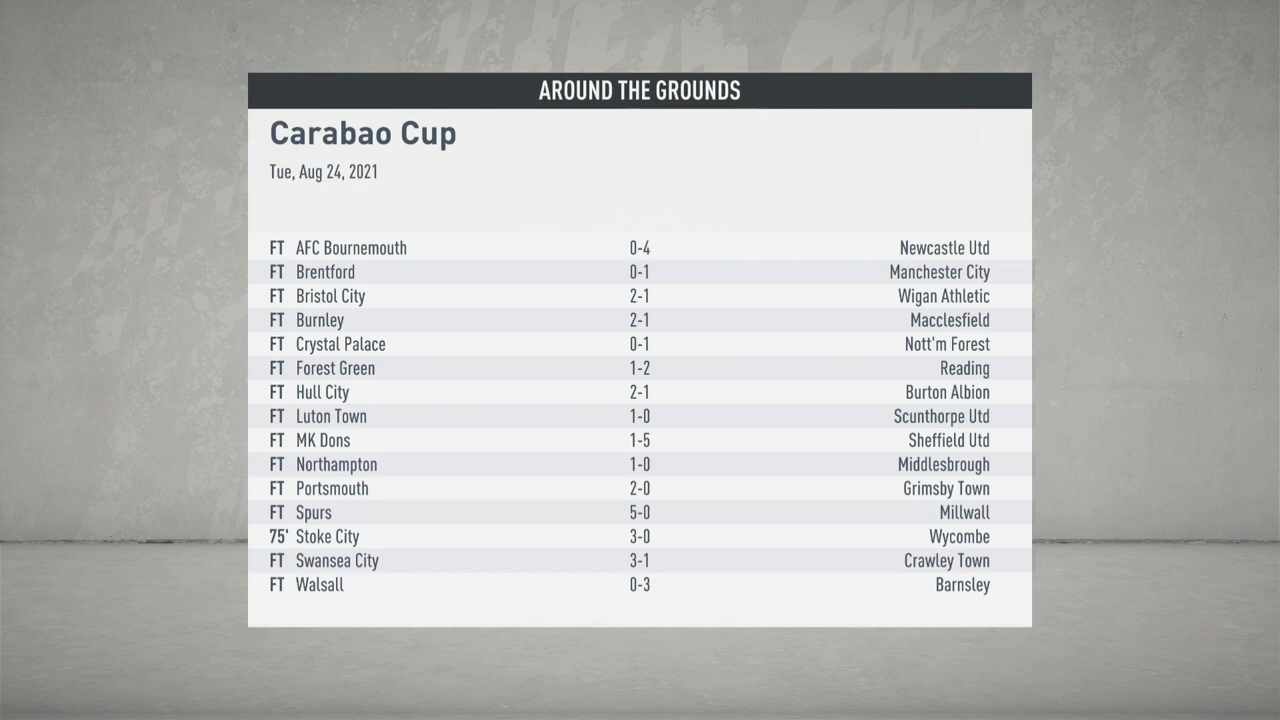 AROUND THE GROUNDS
Carabao Cup
Tue, Aug 24, 2021
FT AFC Bournemouth 0-4 Newcastle Utd
FT Brentford 0-1 Manchester City
FT Bristol City 2-1 Wigan Athletic
FT Burnley 2-1 Macclesfield
FT Crystal Palace 0-1 Nott'm Forest
FT Forest Green 1-2 Reading
FT Hull City 2-1 Burton Albion
FT Luton Town 1-0 Scunthorpe Utd
FT MK Dons 1-5 Sheffield Utd
FT Northampton 1-0 Middlesbrough
FT Portsmouth 2-0 Grimsby Town
FT Spurs 5-0 Millwall
75' Stoke City 3-0 Wycombe
FT Swansea City 3-1 Crawley Town
FT Walsall 0-3 Barnsley